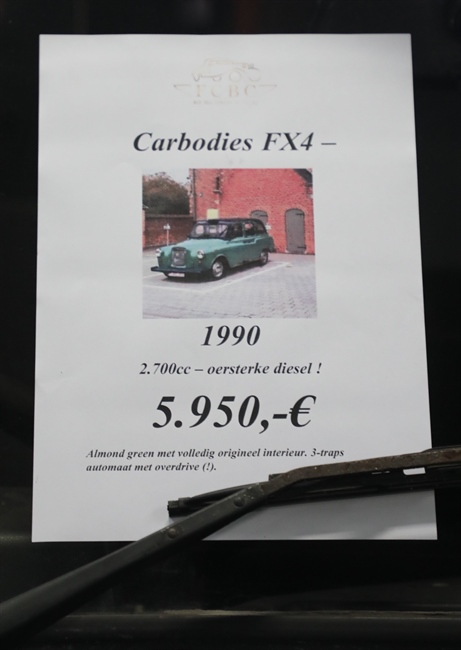 FCBC
Carbodies FX4 –
1990
2.700cc – oersterke diesel !
5.950,-€
Almond green met volledig origineel interieur. 3-traps
automaat met overdrive (!).